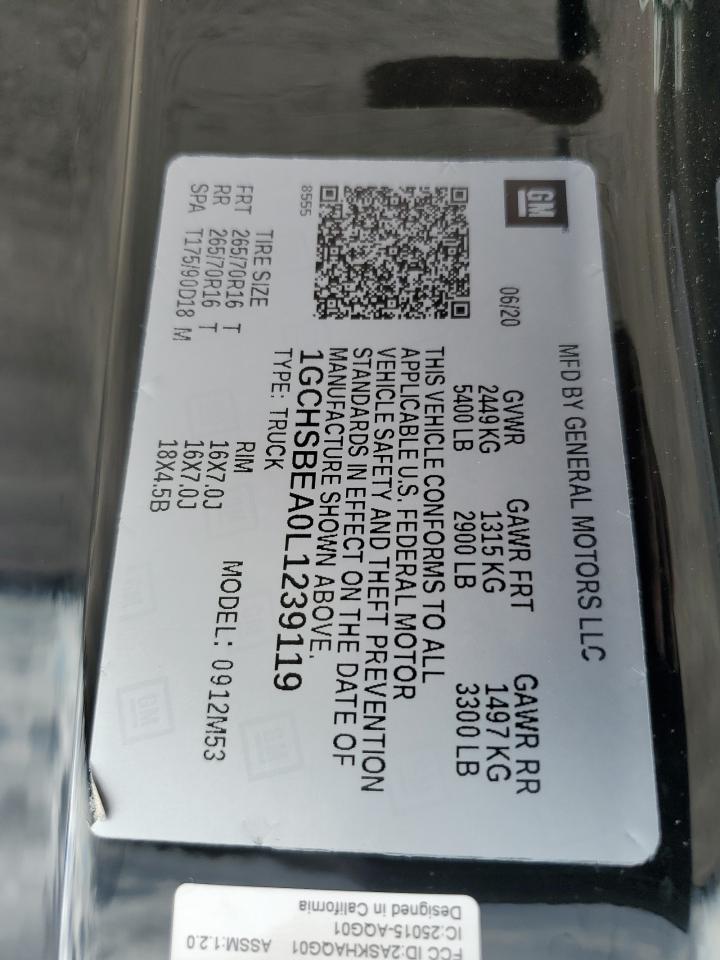 GM
MFD BY GENERAL MOTORS LLC
06/20
GVWR GAWR FRT GAWR RR
2449KG 1315 KG 1497 KG
5400 LB 2900 LB 3300 LB
THIS VEHICLE CONFORMS TO ALL
APPLICABLE U.S. FEDERAL MOTOR
VEHICLE SAFETY AND THEFT PREVENTION
STANDARDS IN EFFECT ON THE DATE OF
MANUFACTURE SHOWN ABOVE.
1GCHSBEA0L1239119
TYPE: TRUCK
8555
MODEL: 0912M53
TIRE SIZE RIM
FRT 265/70R16 T 16X7.0J
RR 265/70R16 T 16X7.0J
SPA T175/90D18 M 18X4.5B
FCC ID:2ASKHAQG01 ASSM:1.2.0
IC:25015-AQG01
Designed in California